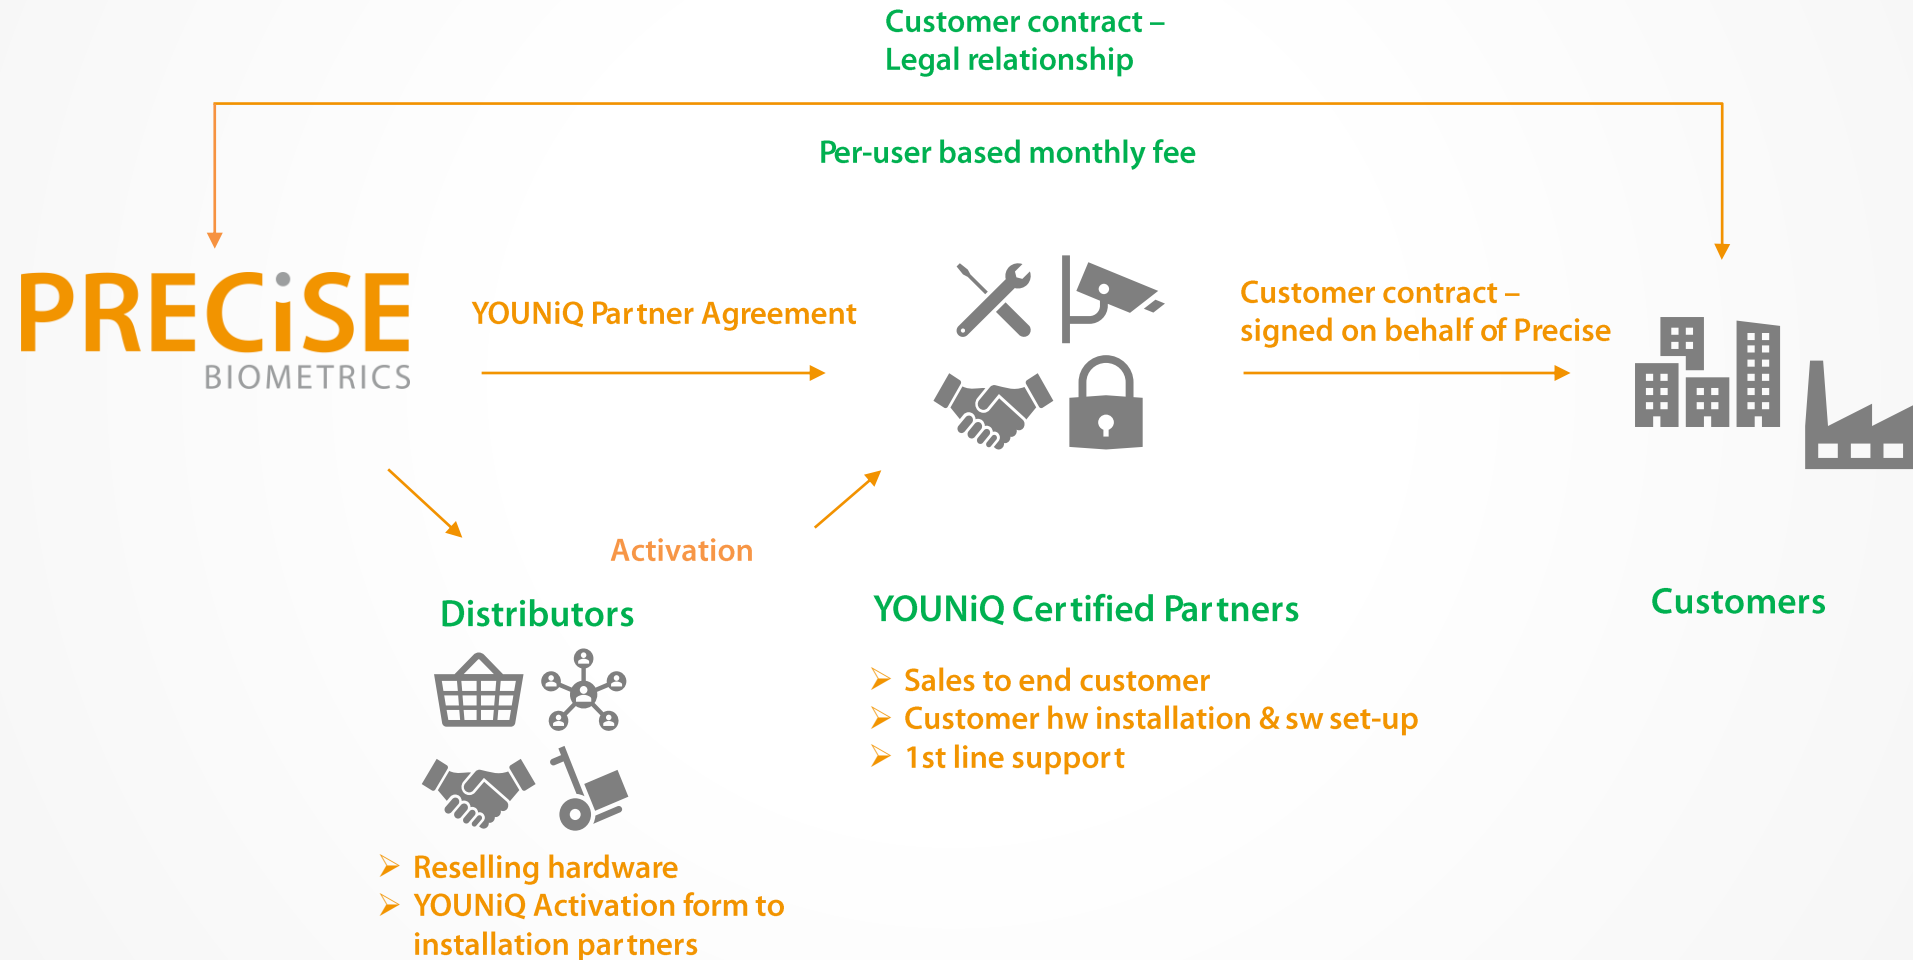 Customer contract –
Legal relationship
Per-user based monthly fee
PRECiSE
BIOMETRICS
YOUNiQ Partner Agreement
Customer contract –
signed on behalf of Precise
Activation
Distributors
YOUNiQ Certified Partners
Customers
➢ Sales to end customer
➢ Customer hw installation & sw set-up
➢ 1st line support
➢ Reselling hardware
➢ YOUNiQ Activation form to
installation partners